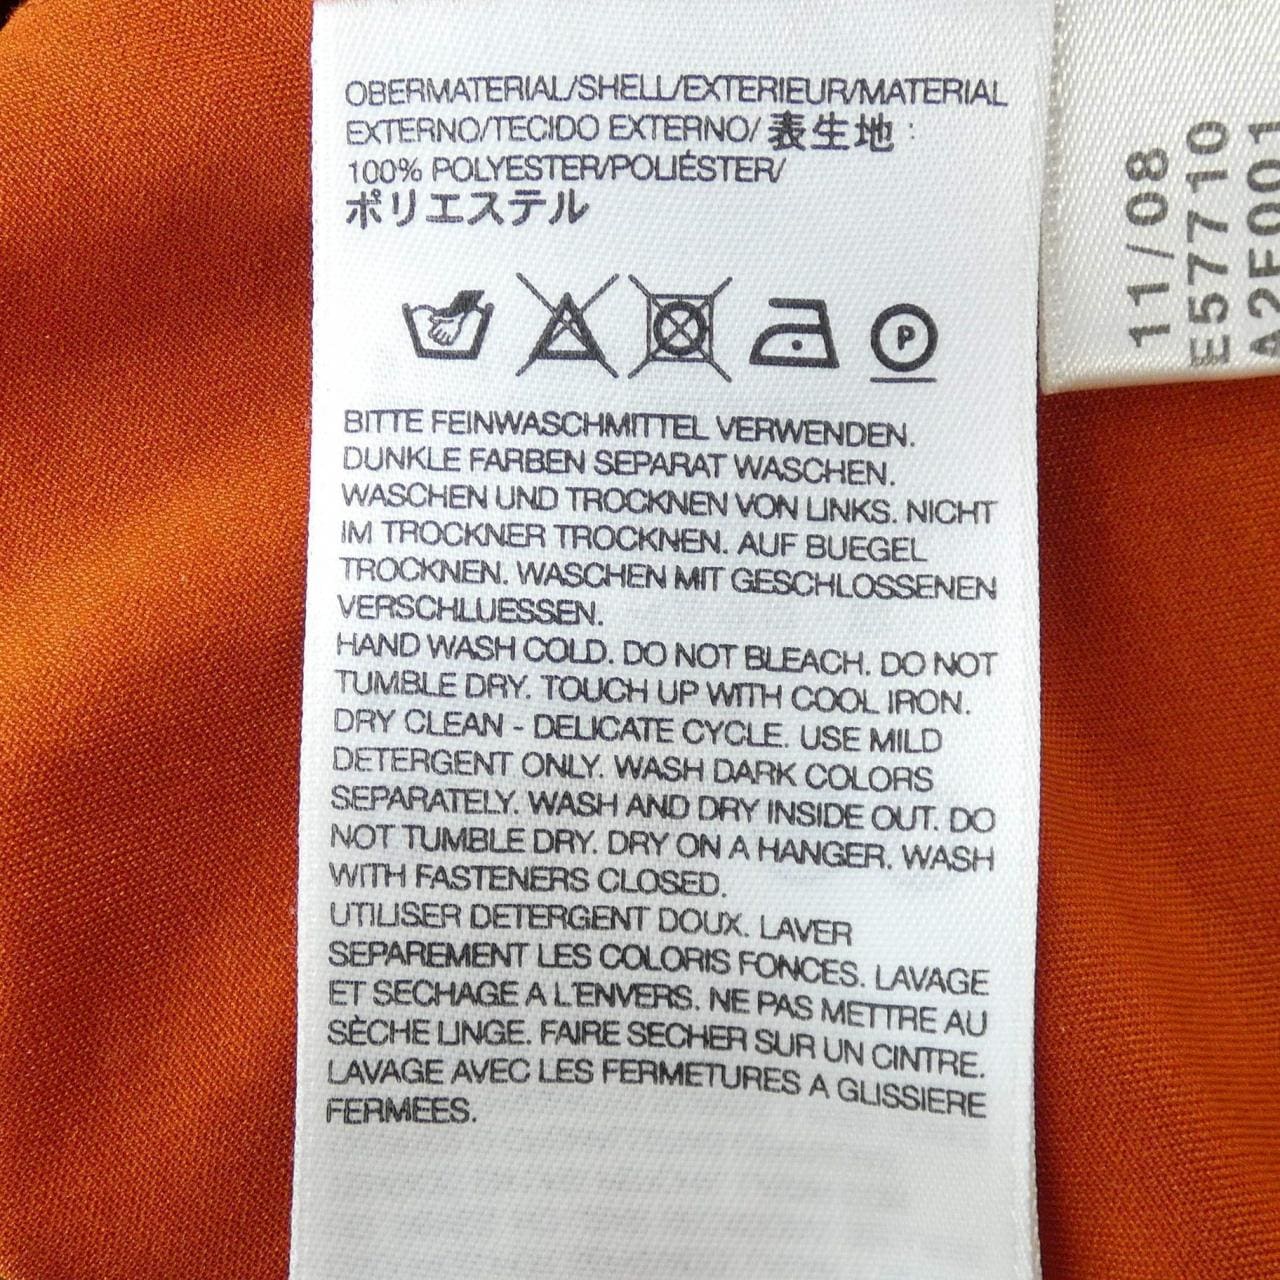 OBERMATERIAL/SHELL/EXTERIEUR/MATERIAL
EXTERNO/TECIDO EXTERNO/表生地:
100% POLYESTER/POLIÉSTER/
ポリエステル
P
BITTE FEINWASCHMITTEL VERWENDEN.
DUNKLE FARBEN SEPARAT WASCHEN.
WASCHEN UND TROCKNEN VON LINKS. NICHT
IM TROCKNER TROCKNEN. AUF BUEGEL
TROCKNEN. WASCHEN MIT GESCHLOSSENEN
VERSCHLUESSEN.
HAND WASH COLD. DO NOT BLEACH. DO NOT
TUMBLE DRY. TOUCH UP WITH COOL IRON.
DRY CLEAN - DELICATE CYCLE. USE MILD
DETERGENT ONLY. WASH DARK COLORS
SEPARATELY. WASH AND DRY INSIDE OUT. DO
NOT TUMBLE DRY. DRY ON A HANGER. WASH
WITH FASTENERS CLOSED.
UTILISER DETERGENT DOUX. LAVER
SEPAREMENT LES COLORIS FONCES. LAVAGE
ET SECHAGE A L'ENVERS. NE PAS METTRE AU
SÈCHE LINGE. FAIRE SECHER SUR UN CINTRE.
LAVAGE AVEC LES FERMETURES A GLISSIERE
FERMEES.
11/08
E57710
A2F001